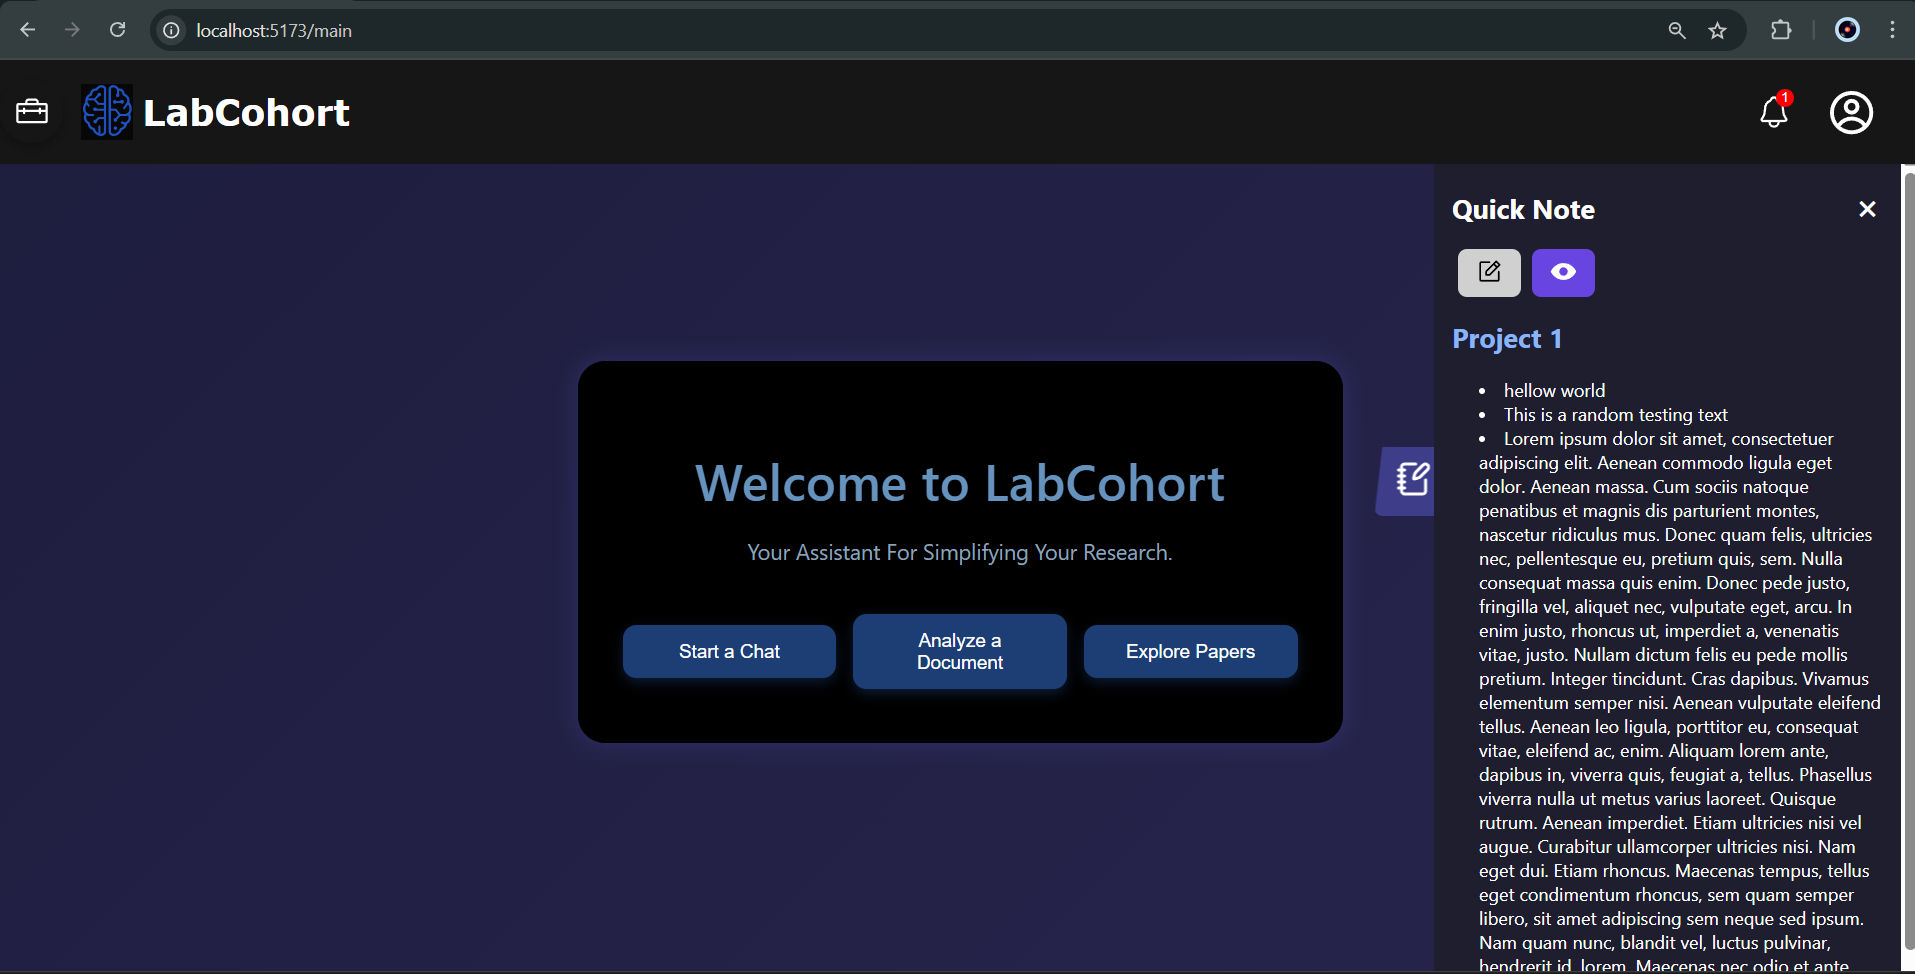 localhost:5173/main
LabCohort
1
Quick Note
Project 1
• hellow world
• This is a random testing text
• Lorem ipsum dolor sit amet, consectetuer
adipiscing elit. Aenean commodo ligula eget
dolor. Aenean massa. Cum sociis natoque
penatibus et magnis dis parturient montes,
nascetur ridiculus mus. Donec quam felis, ultricies
nec, pellentesque eu, pretium quis, sem. Nulla
consequat massa quis enim. Donec pede justo,
fringilla vel, aliquet nec, vulputate eget, arcu. In
enim justo, rhoncus ut, imperdiet a, venenatis
vitae, justo. Nullam dictum felis eu pede mollis
pretium. Integer tincidunt. Cras dapibus. Vivamus
elementum semper nisi. Aenean vulputate eleifend
tellus. Aenean leo ligula, porttitor eu, consequat
vitae, eleifend ac, enim. Aliquam lorem ante,
dapibus in, viverra quis, feugiat a, tellus. Phasellus
viverra nulla ut metus varius laoreet. Quisque
rutrum. Aenean imperdiet. Etiam ultricies nisi vel
augue. Curabitur ullamcorper ultricies nisi. Nam
eget dui. Etiam rhoncus. Maecenas tempus, tellus
eget condimentum rhoncus, sem quam semper
libero, sit amet adipiscing sem neque sed ipsum.
Nam quam nunc, blandit vel, luctus pulvinar,
hendrerit id, lorem. Maecenas nec odio et ante
Welcome to LabCohort
Your Assistant For Simplifying Your Research.
Start a Chat
Analyze a
Document
Explore Papers